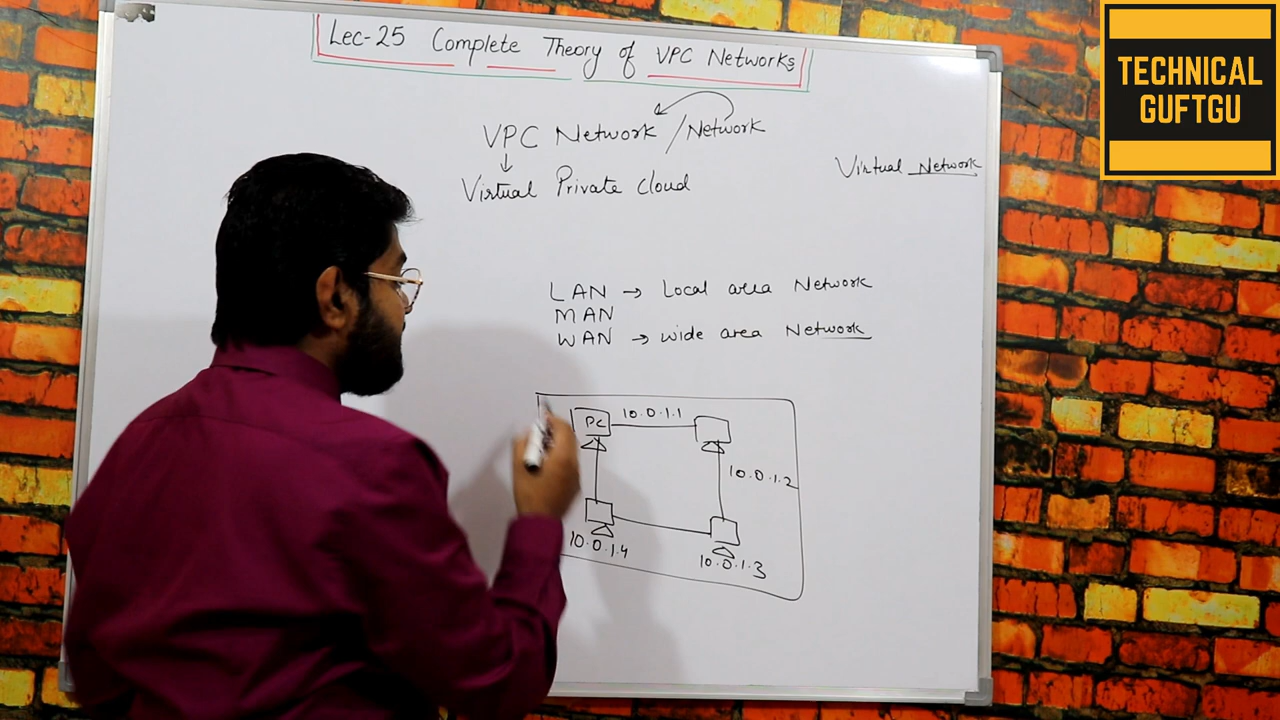 Lec-25 Complete Theory of VPC Networks
TECHNICAL
GUFTGU
VPC Network / Network
Virtual Network
Virtual Private Cloud
LAN → Local area Network
MAN
WAN → wide area Network
PC
10.0.1.1
10.0.1.2
10.0.1.4
10.0.1.3